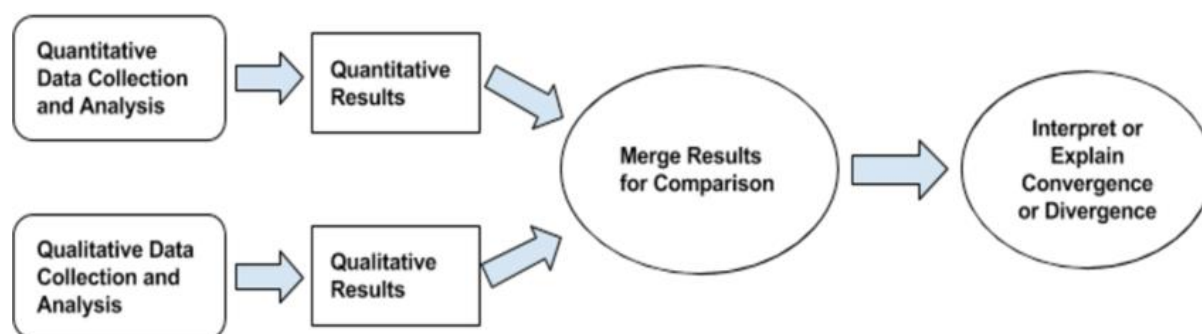 Quantitative
Data Collection
and Analysis
Quantitative
Results
Merge Results
for Comparison
Interpret or
Explain
Convergence
or Divergence
Qualitative Data
Collection and
Analysis
Qualitative
Results